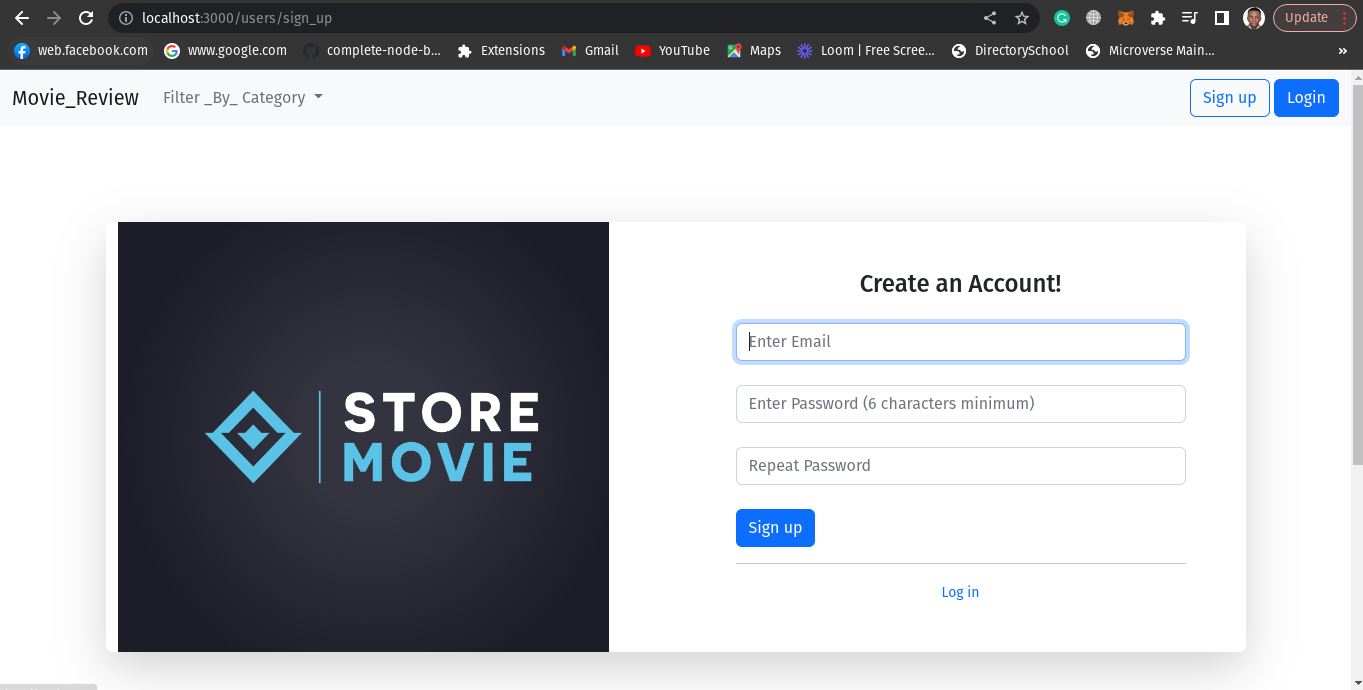 localhost:3000/users/sign_up
Update
web.facebook.com
www.google.com
complete-node-b...
Extensions
Gmail
YouTube
Maps
Loom | Free Scree...
DirectorySchool
Microverse Main...
»
Movie_Review
Filter _By_ Category
Sign up
Login
Create an Account!
Enter Email
Enter Password (6 characters minimum)
Repeat Password
Sign up
Log in
STORE
MOVIE